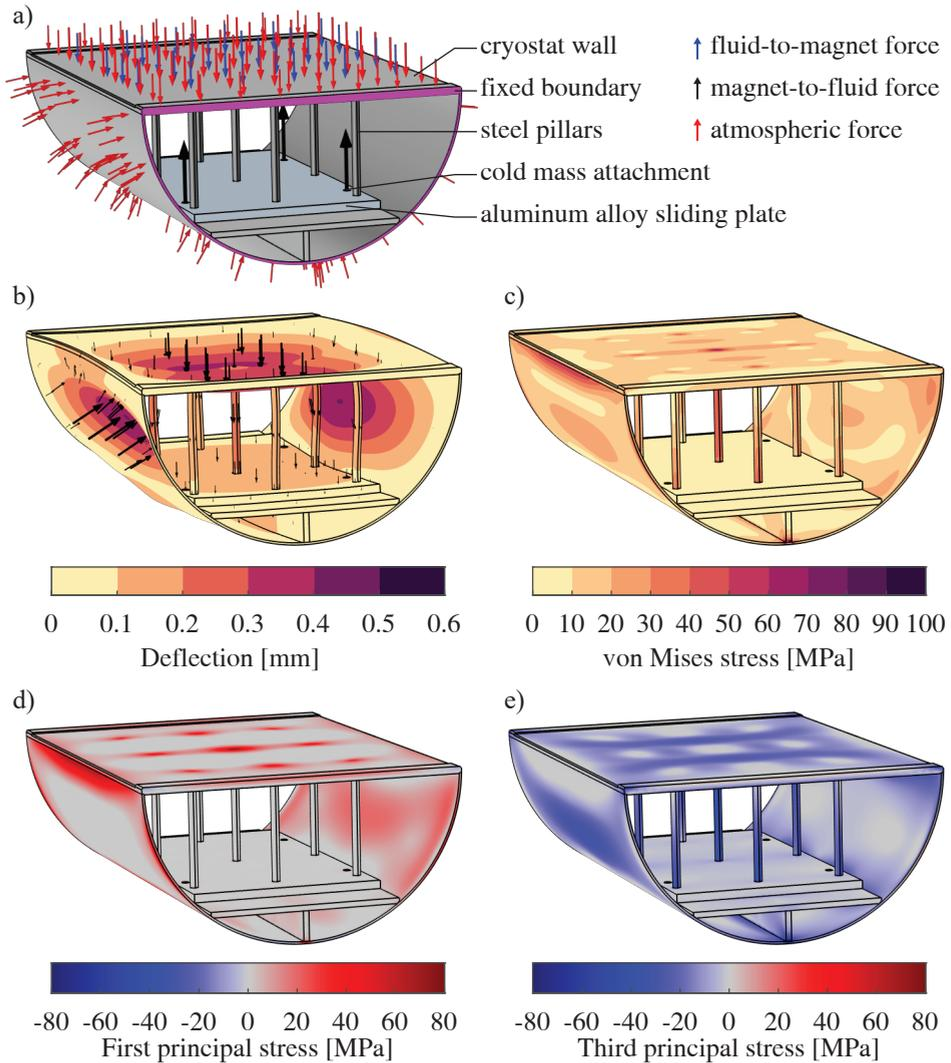 a)
cryostat wall
fluid-to-magnet force
fixed boundary
magnet-to-fluid force
steel pillars
atmospheric force
cold mass attachment
aluminum alloy sliding plate
b)
c)
0 0.1 0.2 0.3 0.4 0.5 0.6
Deflection [mm]
0 10 20 30 40 50 60 70 80 90 100
von Mises stress [MPa]
d)
e)
-80 -60 -40 -20 0 20 40 60 80
First principal stress [MPa]
-80 -60 -40 -20 0 20 40 60 80
Third principal stress [MPa]